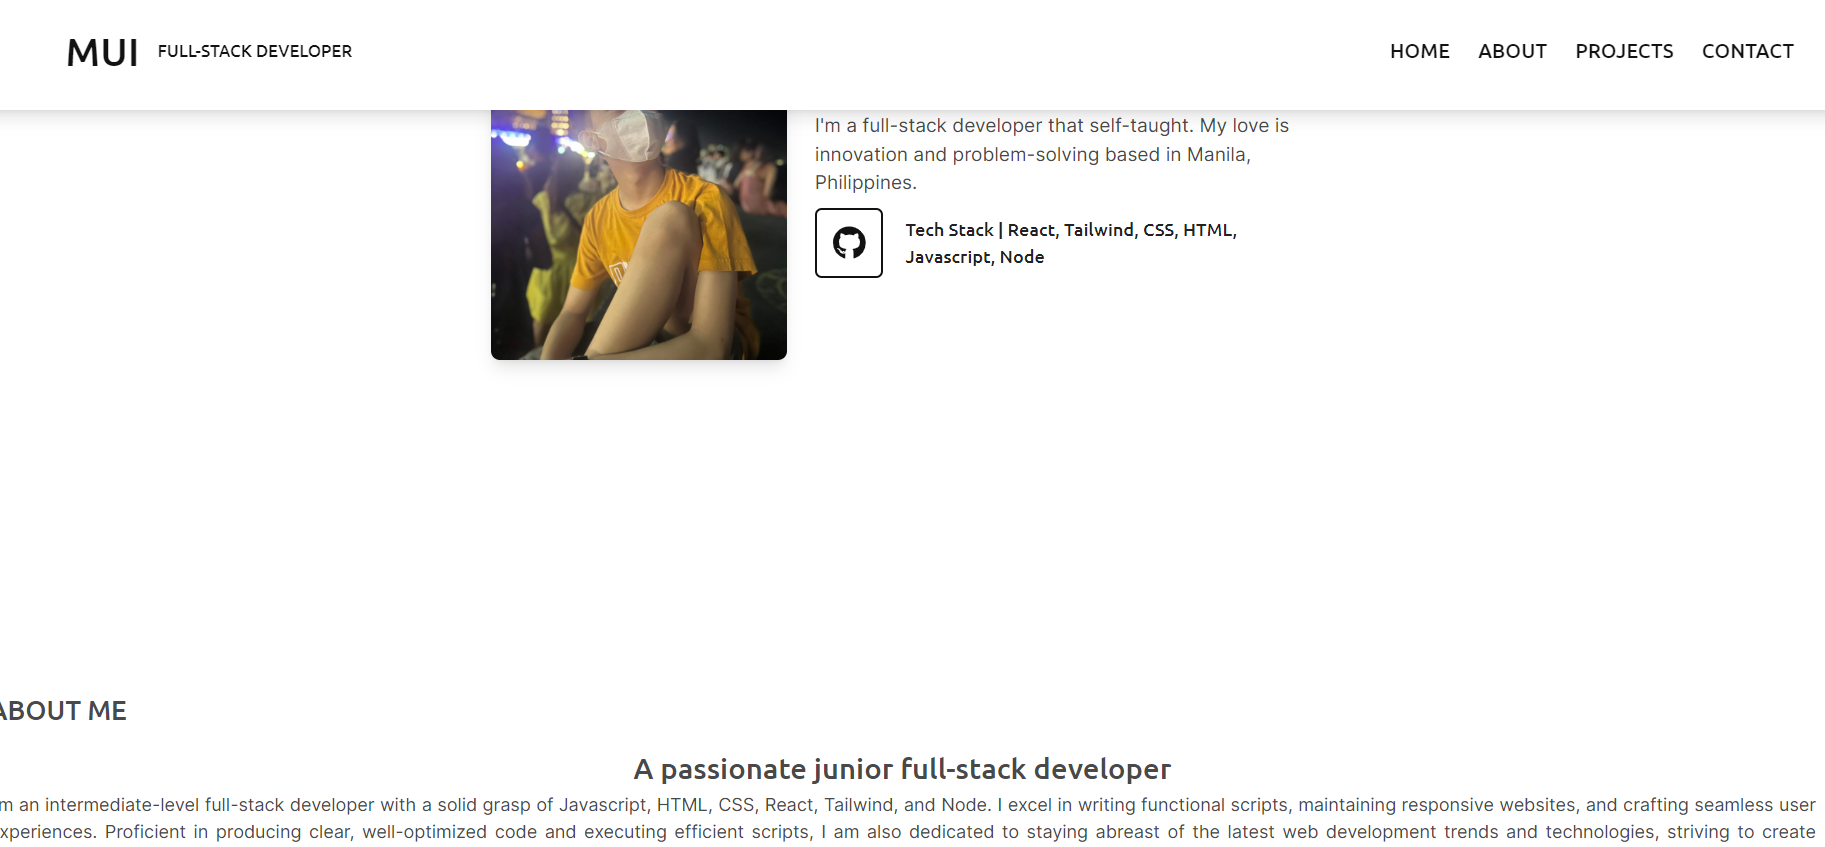 MUI FULL-STACK DEVELOPER HOME ABOUT PROJECTS CONTACT
I'm a full-stack developer that self-taught. My love is
innovation and problem-solving based in Manila,
Philippines.
Tech Stack | React, Tailwind, CSS, HTML,
Javascript, Node
ABOUT ME
A passionate junior full-stack developer
m an intermediate-level full-stack developer with a solid grasp of Javascript, HTML, CSS, React, Tailwind, and Node. I excel in writing functional scripts, maintaining responsive websites, and crafting seamless user
xperiences. Proficient in producing clear, well-optimized code and executing efficient scripts, I am also dedicated to staying abreast of the latest web development trends and technologies, striving to create